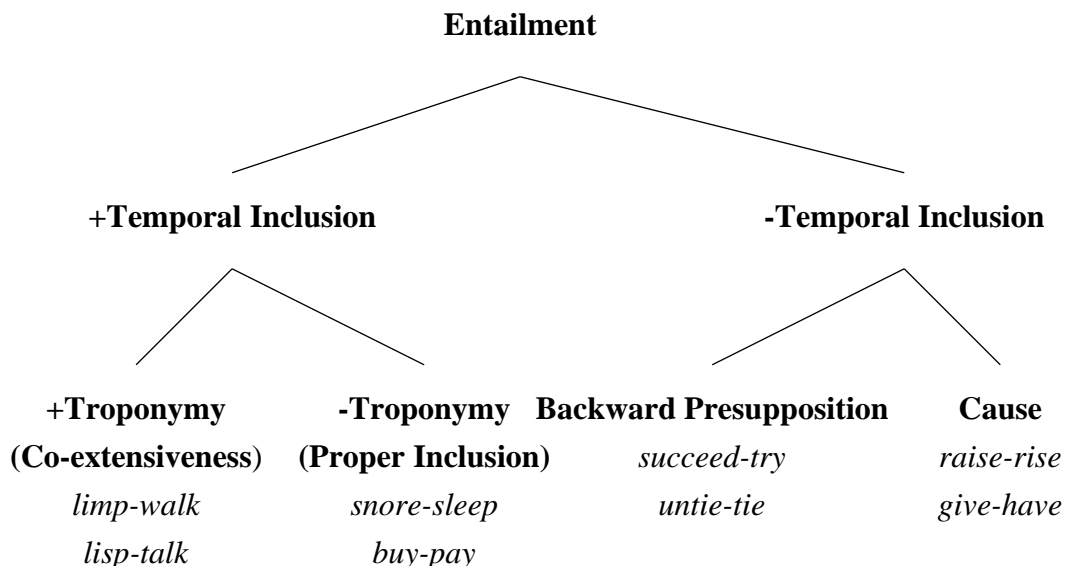 Entailment
+Temporal Inclusion -Temporal Inclusion
+Troponymy -Troponymy Backward Presupposition Cause
(Co-extensiveness) (Proper Inclusion) succeed-try raise-rise
limp-walk snore-sleep untie-tie give-have
lisp-talk buy-pay